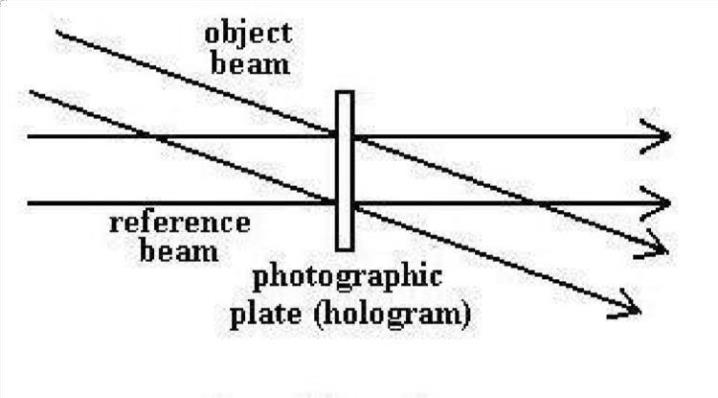 object
beam
reference
beam
photographic
plate (hologram)